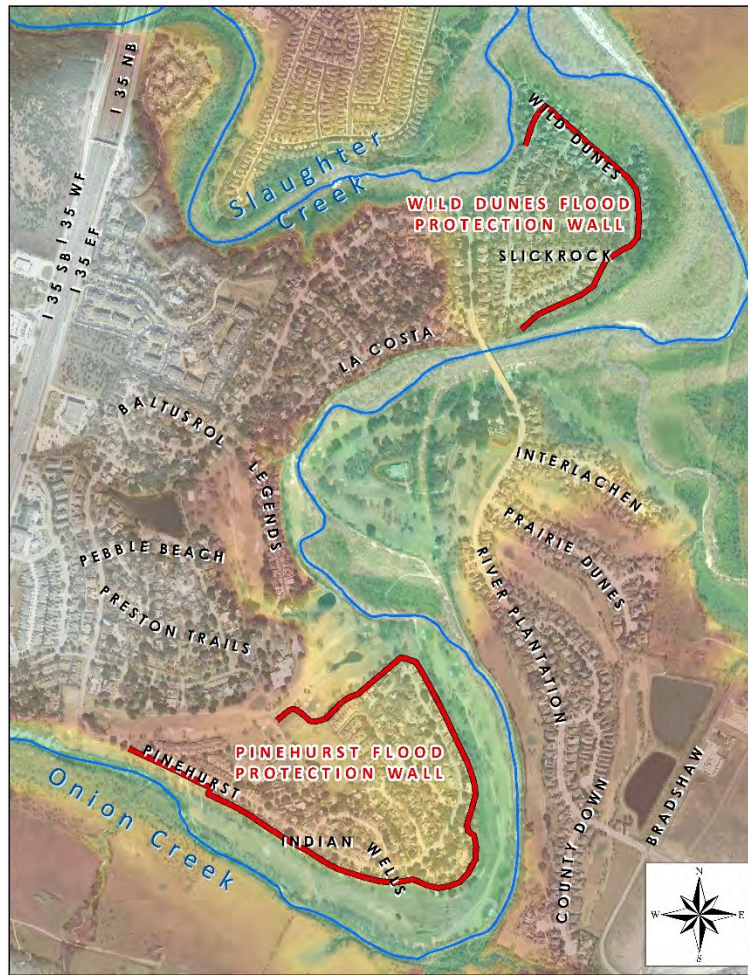 I 35 NB
WILD DUNES
Slaughter
Creek
WILD DUNES FLOOD
PROTECTION WALL
I 35 SB
I 35 WF
I 35 EF
SLICKROCK
LA COSTA
BALTUSROL
LEGENDS
INTERLACHEN
PRAIRIE DUNES
PEBBLE BEACH
PRESTON TRAILS
RIVER PLANTATION
PINEHURST FLOOD
PROTECTION WALL
PINEHURST
BRADSHAW
Onion Creek
INDIAN WELLS
COUNTY DOWN
N
W
E
S